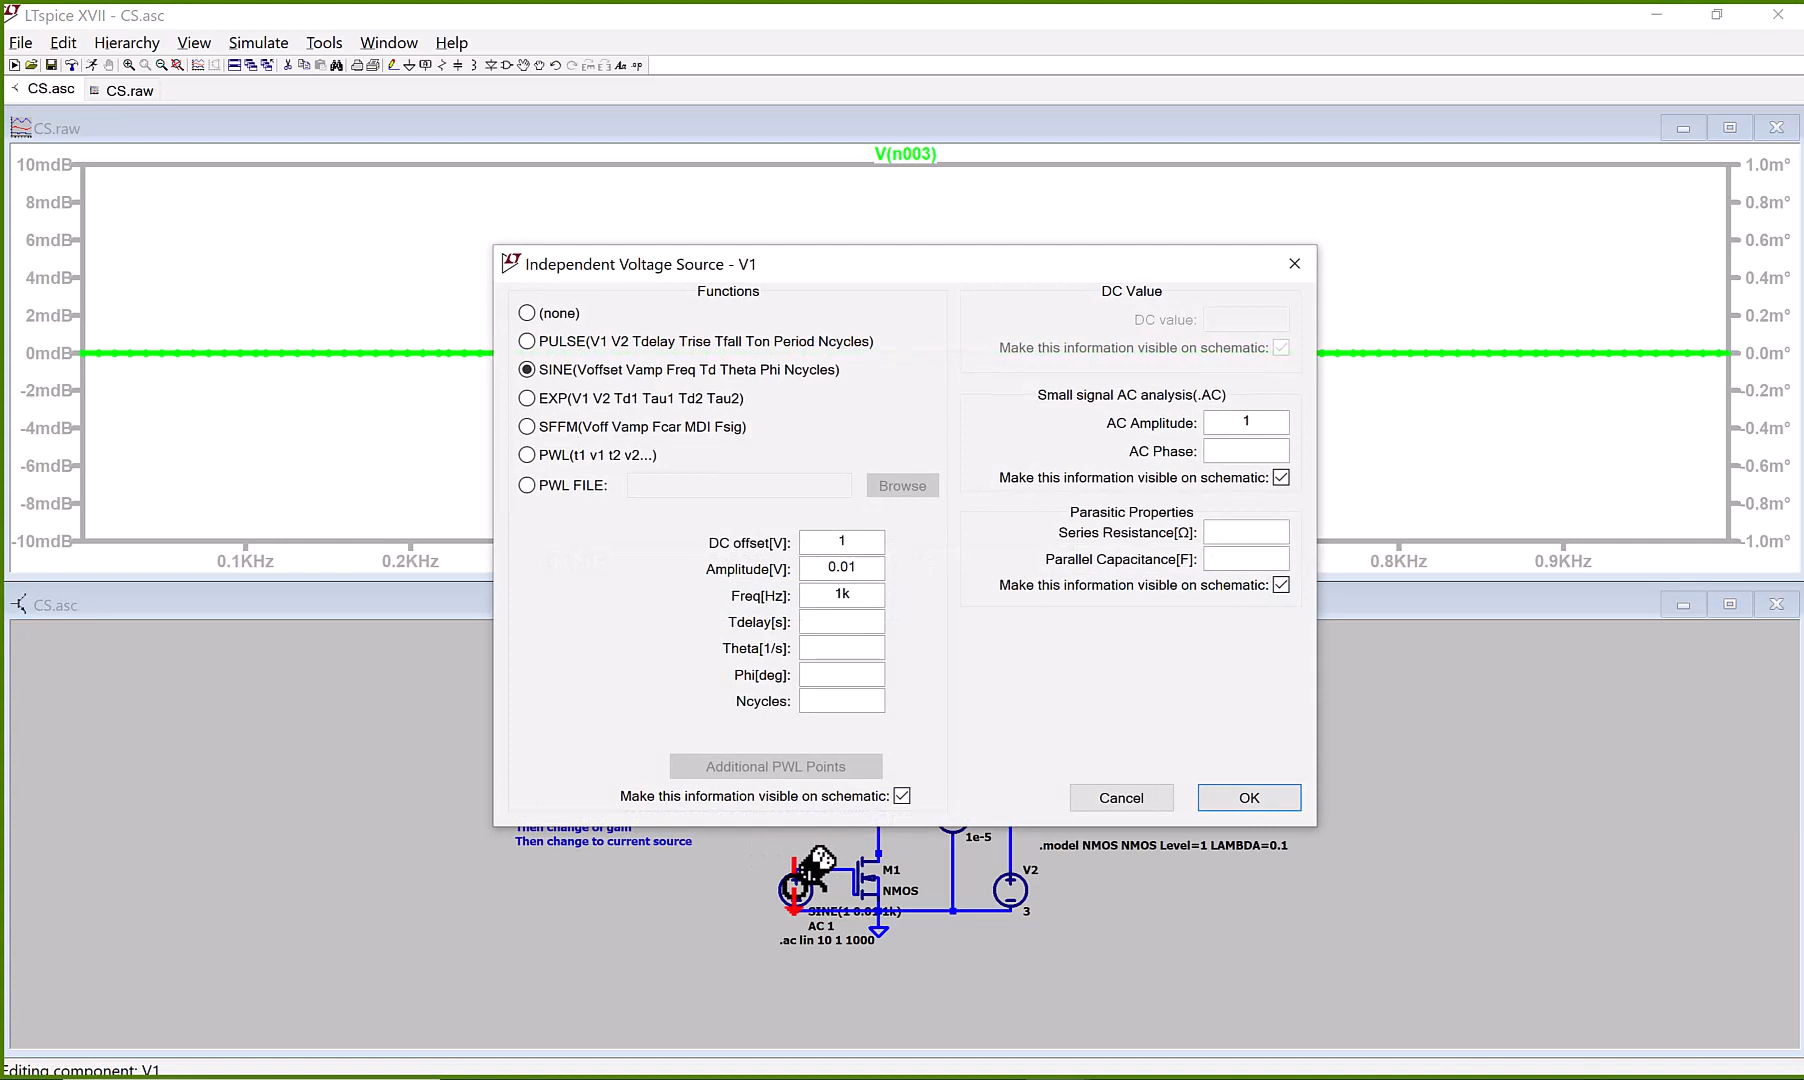 LTspice XVII - CS.asc
File Edit Hierarchy View Simulate Tools Window Help
CS.asc CS.raw
CS.raw
V(n003)
10mdB 1.0m°
8mdB 0.8m°
6mdB 0.6m°
4mdB 0.4m°
2mdB 0.2m°
0mdB 0.0m°
-2mdB -0.2m°
-4mdB -0.4m°
-6mdB -0.6m°
-8mdB -0.8m°
-10mdB -1.0m°
0.1KHz 0.2KHz 0.8KHz 0.9KHz
Independent Voltage Source - V1
Functions
(none)
PULSE(V1 V2 Tdelay Trise Tfall Ton Period Ncycles)
SINE(Voffset Vamp Freq Td Theta Phi Ncycles)
EXP(V1 V2 Td1 Tau1 Td2 Tau2)
SFFM(Voff Vamp Fcar MDI Fsig)
PWL(t1 v1 t2 v2...)
PWL FILE: Browse
DC offset[V]: 1
Amplitude[V]: 0.01
Freq[Hz]: 1k
Tdelay[s]:
Theta[1/s]:
Phi[deg]:
Ncycles:
Additional PWL Points
Make this information visible on schematic:
DC Value
DC value:
Make this information visible on schematic:
Small signal AC analysis(.AC)
AC Amplitude: 1
AC Phase:
Make this information visible on schematic:
Parasitic Properties
Series Resistance[Ω]:
Parallel Capacitance[F]:
Make this information visible on schematic:
Cancel OK
CS.asc
Then change of gain
Then change to current source
1e-5
.model NMOS NMOS Level=1 LAMBDA=0.1
M1
NMOS
V2
3
SINE(1 0.01 1k)
AC 1
.ac lin 10 1 1000
Editing component: V1